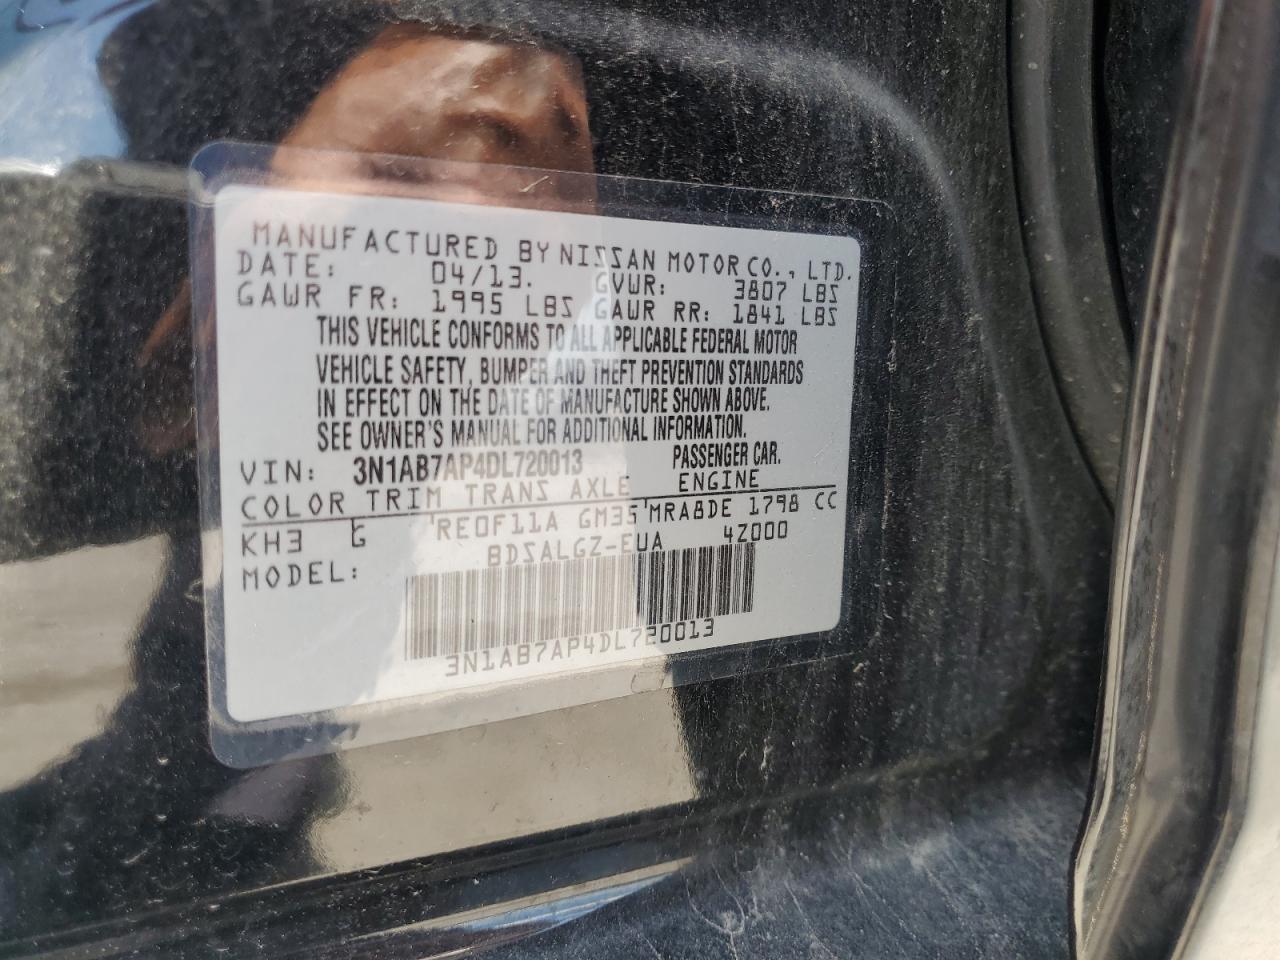 MANUFACTURED BY NISSAN MOTOR CO., LTD.
DATE: 04/13. GVWR: 3807 LBS
GAWR FR: 1995 LBS GAWR RR: 1841 LBS
THIS VEHICLE CONFORMS TO ALL APPLICABLE FEDERAL MOTOR
VEHICLE SAFETY, BUMPER AND THEFT PREVENTION STANDARDS
IN EFFECT ON THE DATE OF MANUFACTURE SHOWN ABOVE.
SEE OWNER'S MANUAL FOR ADDITIONAL INFORMATION.
VIN: 3N1AB7AP4DL720013 PASSENGER CAR.
COLOR TRIM TRANS AXLE ENGINE
KH3 G RE0F11A GM35 MRA8DE 1798 CC
MODEL: BDSALGZ-EUA 4Z000
3N1AB7AP4DL720013